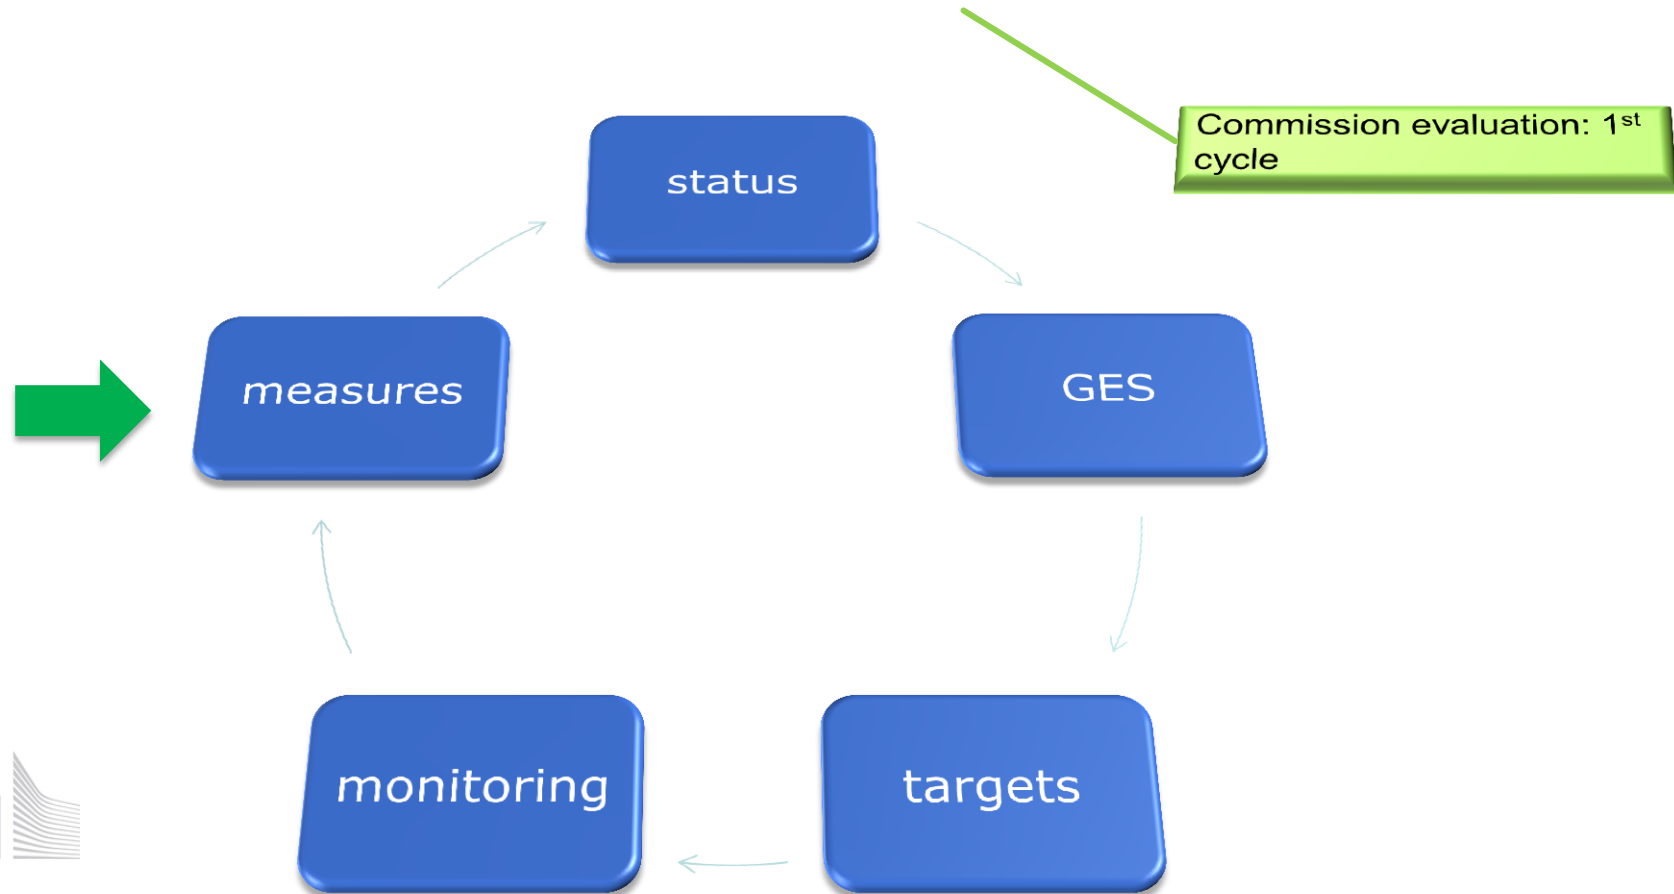 Commission evaluation: 1st
cycle
status
measures
GES
monitoring
targets